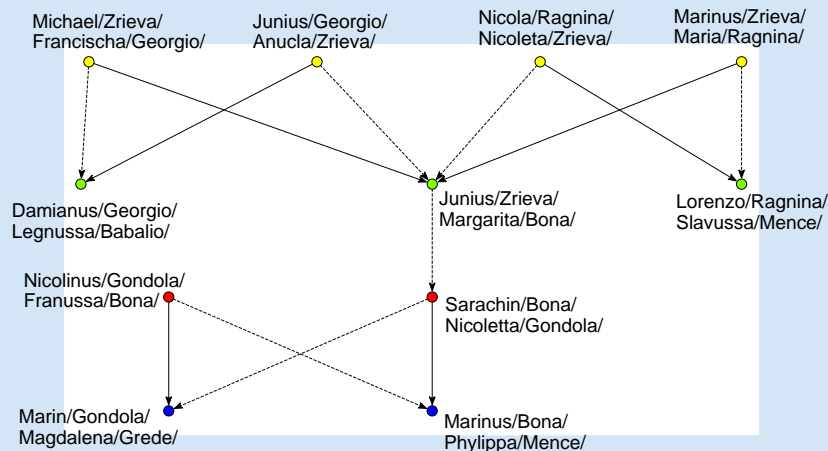 Michael/Zrieva/
Francischa/Georgio/
Junius/Georgio/
Anucla/Zrieva/
Nicola/Ragnina/
Nicoleta/Zrieva/
Marinus/Zrieva/
Maria/Ragnina/
Damianus/Georgio/
Legnussa/Babalio/
Junius/Zrieva/
Margarita/Bona/
Lorenzo/Ragnina/
Slavussa/Mence/
Nicolinus/Gondola/
Franussa/Bona/
Sarachin/Bona/
Nicoletta/Gondola/
Marin/Gondola/
Magdalena/Grede/
Marinus/Bona/
Phylippa/Mence/